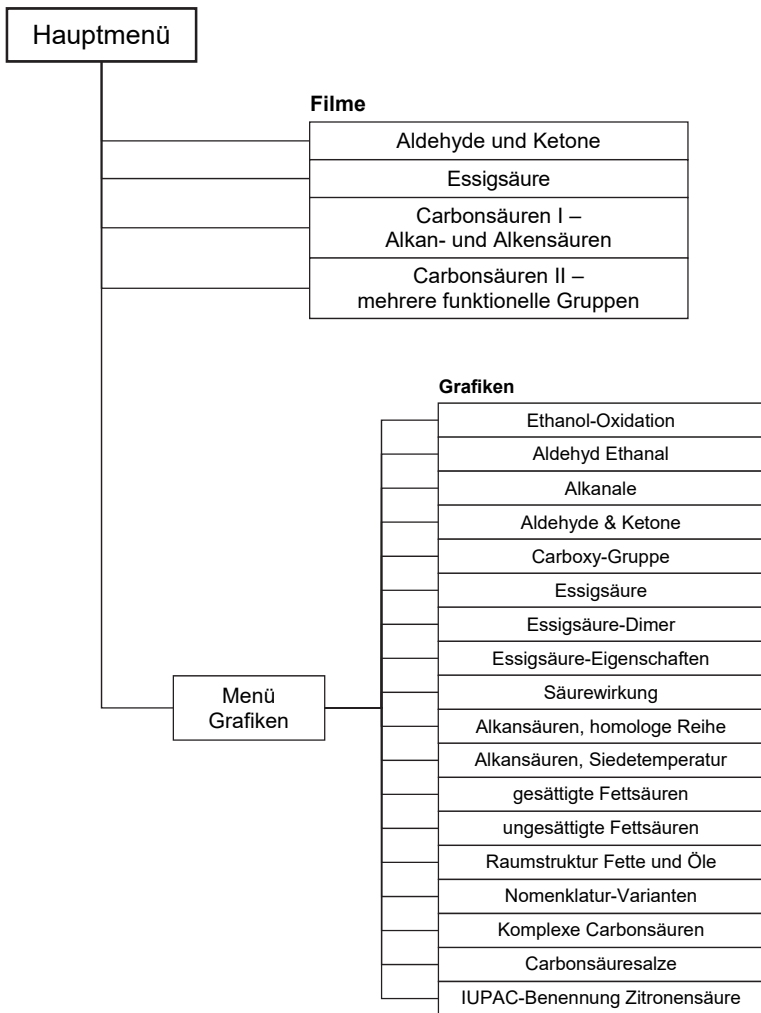 Hauptmenü
Filme
Aldehyde und Ketone
Essigsäure
Carbonsäuren I –
Alkan- und Alkensäuren
Carbonsäuren II –
mehrere funktionelle Gruppen
Grafiken
Ethanol-Oxidation
Aldehyd Ethanal
Alkanale
Aldehyde & Ketone
Carboxy-Gruppe
Essigsäure
Essigsäure-Dimer
Essigsäure-Eigenschaften
Säurewirkung
Menü
Grafiken
Alkansäuren, homologe Reihe
Alkansäuren, Siedetemperatur
gesättigte Fettsäuren
ungesättigte Fettsäuren
Raumstruktur Fette und Öle
Nomenklatur-Varianten
Komplexe Carbonsäuren
Carbonsäuresalze
IUPAC-Benennung Zitronensäure